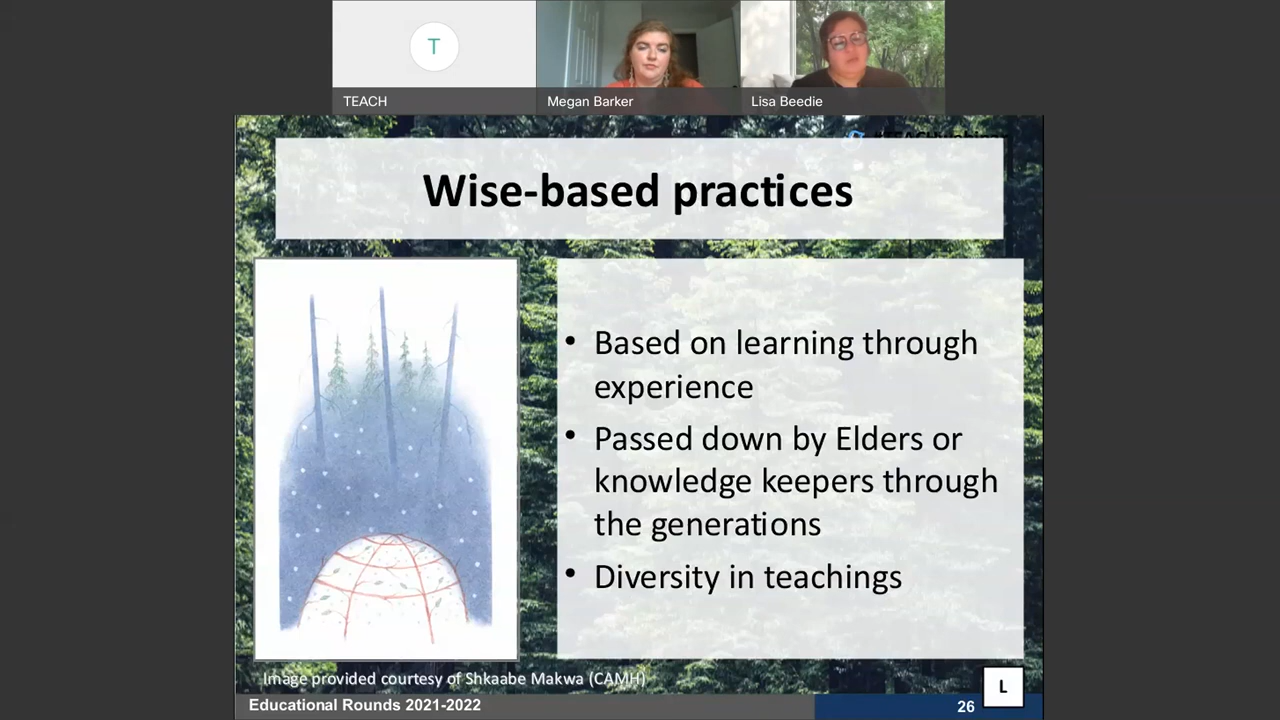 T
TEACH
Megan Barker
Lisa Beedie
#TEACHwebinar
Wise-based practices
• Based on learning through
experience
• Passed down by Elders or
knowledge keepers through
the generations
• Diversity in teachings
Image provided courtesy of Shkaabe Makwa (CAMH)
L
Educational Rounds 2021-2022
26